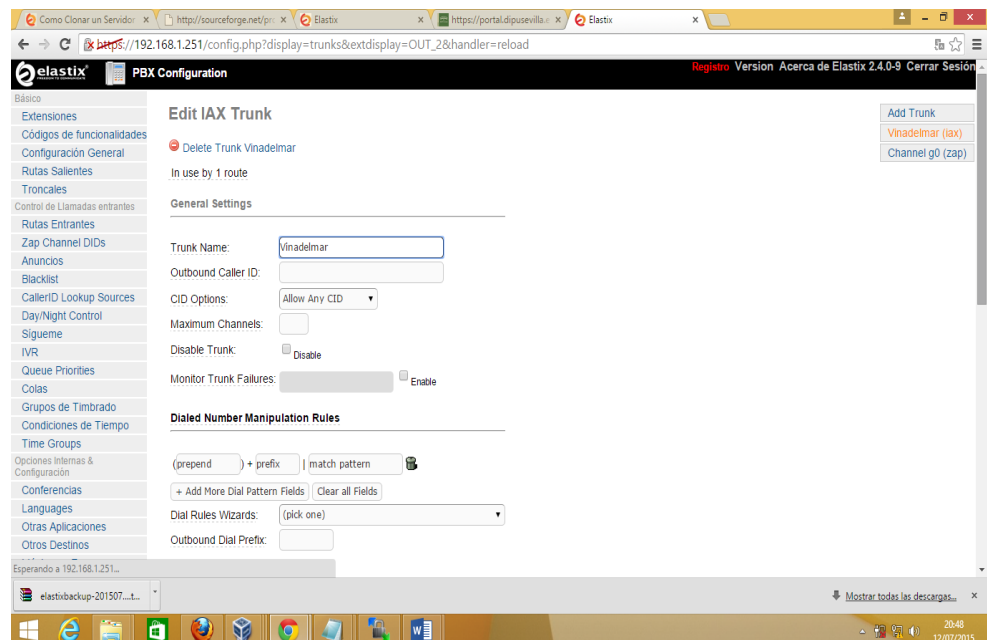 Como Clonar un Servidor
http://sourceforge.net/pro
Elastix
https://portal.dipusevilla.e
Elastix
https://192.168.1.251/config.php?display=trunks&extdisplay=OUT_2&handler=reload
elastix
FREEDOM TO COMMUNICATE
PBX Configuration
Registro Version Acerca de Elastix 2.4.0-9 Cerrar Sesión
Básico
Extensiones
Códigos de funcionalidades
Configuración General
Rutas Salientes
Troncales
Control de Llamadas entrantes
Rutas Entrantes
Zap Channel DIDs
Anuncios
Blacklist
CallerID Lookup Sources
Day/Night Control
Sígueme
IVR
Queue Priorities
Colas
Grupos de Timbrado
Condiciones de Tiempo
Time Groups
Opciones Internas &
Configuración
Conferencias
Languages
Otras Aplicaciones
Otros Destinos
Edit IAX Trunk
Delete Trunk Vinadelmar
In use by 1 route
General Settings
Trunk Name: Vinadelmar
Outbound Caller ID:
CID Options: Allow Any CID
Maximum Channels:
Disable Trunk: Disable
Monitor Trunk Failures: Enable
Dialed Number Manipulation Rules
(prepend) + prefix | match pattern
+ Add More Dial Pattern Fields Clear all Fields
Dial Rules Wizards: (pick one)
Outbound Dial Prefix:
Add Trunk
Vinadelmar (iax)
Channel g0 (zap)
Esperando a 192.168.1.251...
elastixbackup-201507....t...
Mostrar todas las descargas...
20:48
12/07/2015